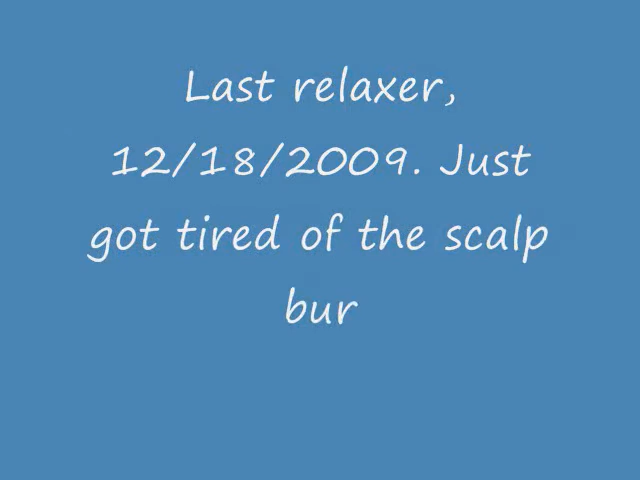 Last relaxer,
12/18/2009. Just
got tired of the scalp
bur